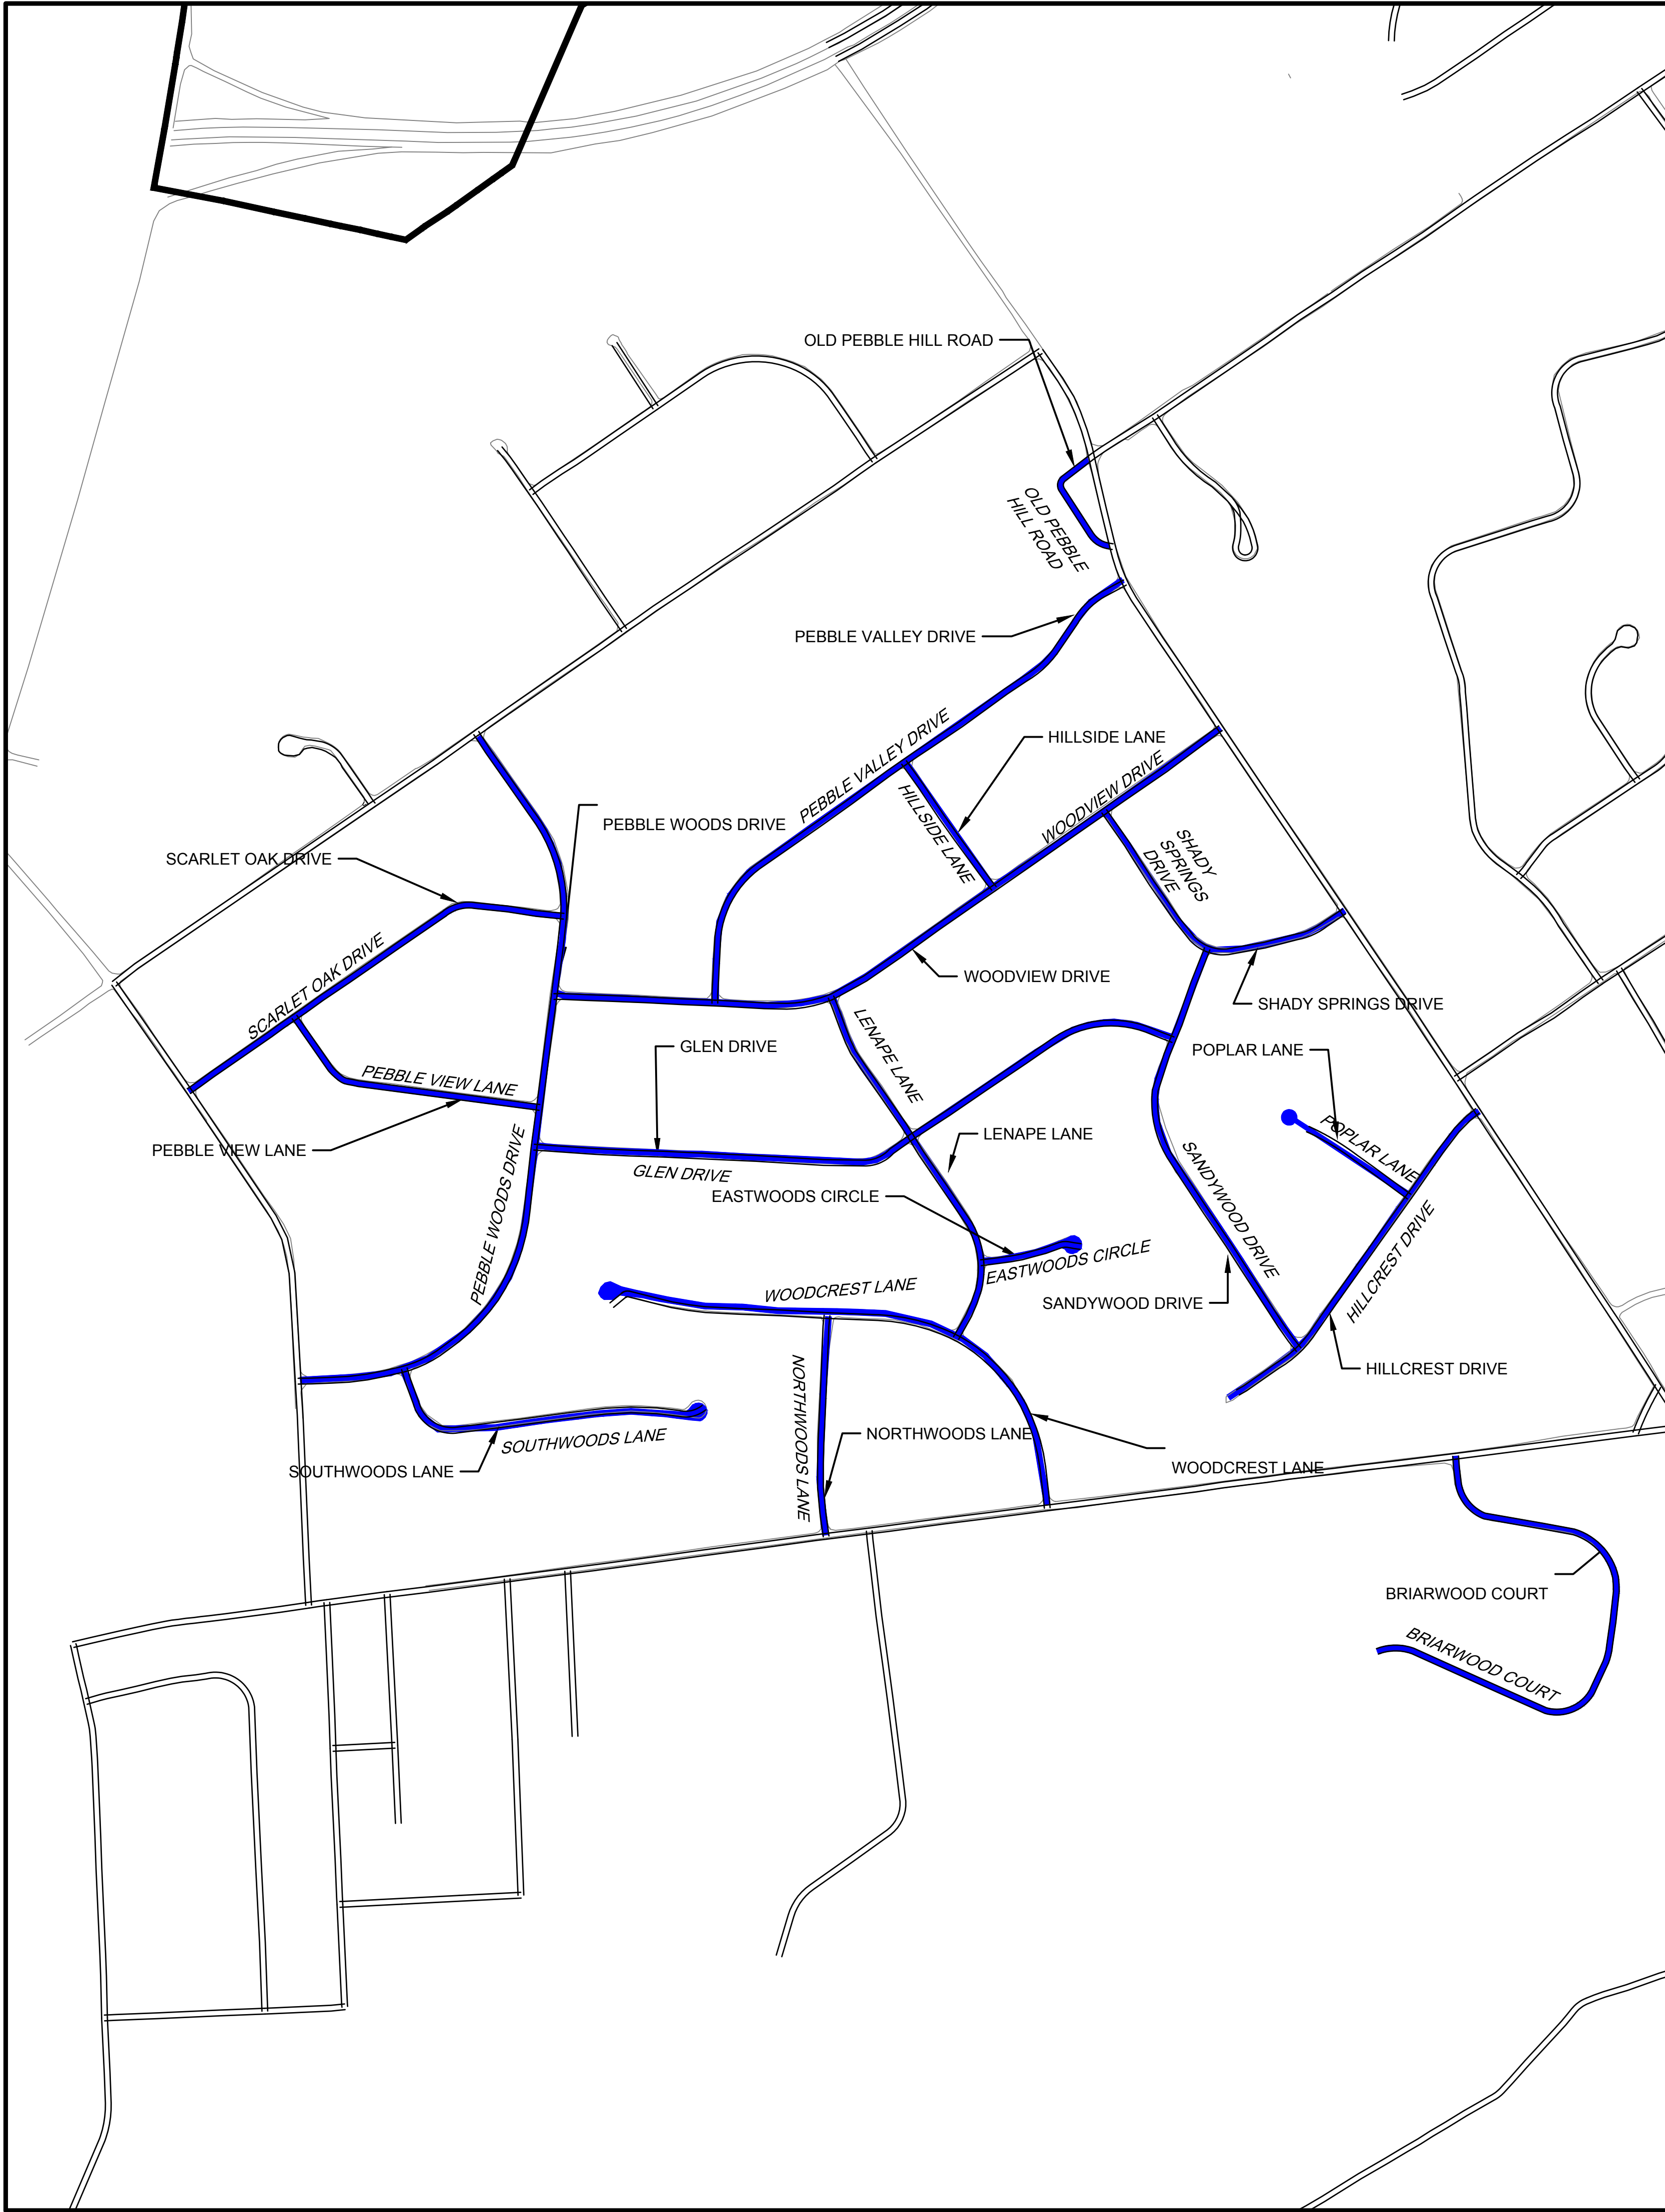 OLD PEBBLE HILL ROAD
OLD PEBBLE
HILL ROAD
PEBBLE VALLEY DRIVE
PEBBLE VALLEY DRIVE
HILLSIDE LANE
HILLSIDE LANE
WOODVIEW DRIVE
PEBBLE WOODS DRIVE
SCARLET OAK DRIVE
SHADY
SPRINGS
DRIVE
SCARLET OAK DRIVE
WOODVIEW DRIVE
SHADY SPRINGS DRIVE
LENAPE LANE
GLEN DRIVE
POPLAR LANE
PEBBLE VIEW LANE
PEBBLE VIEW LANE
POPLAR LANE
LENAPE LANE
GLEN DRIVE
PEBBLE WOODS DRIVE
EASTWOODS CIRCLE
SANDYWOOD DRIVE
EASTWOODS CIRCLE
HILLCREST DRIVE
WOODCREST LANE
SANDYWOOD DRIVE
HILLCREST DRIVE
NORTHWOODS LANE
NORTHWOODS LANE
SOUTHWOODS LANE
SOUTHWOODS LANE
WOODCREST LANE
BRIARWOOD COURT
BRIARWOOD COURT